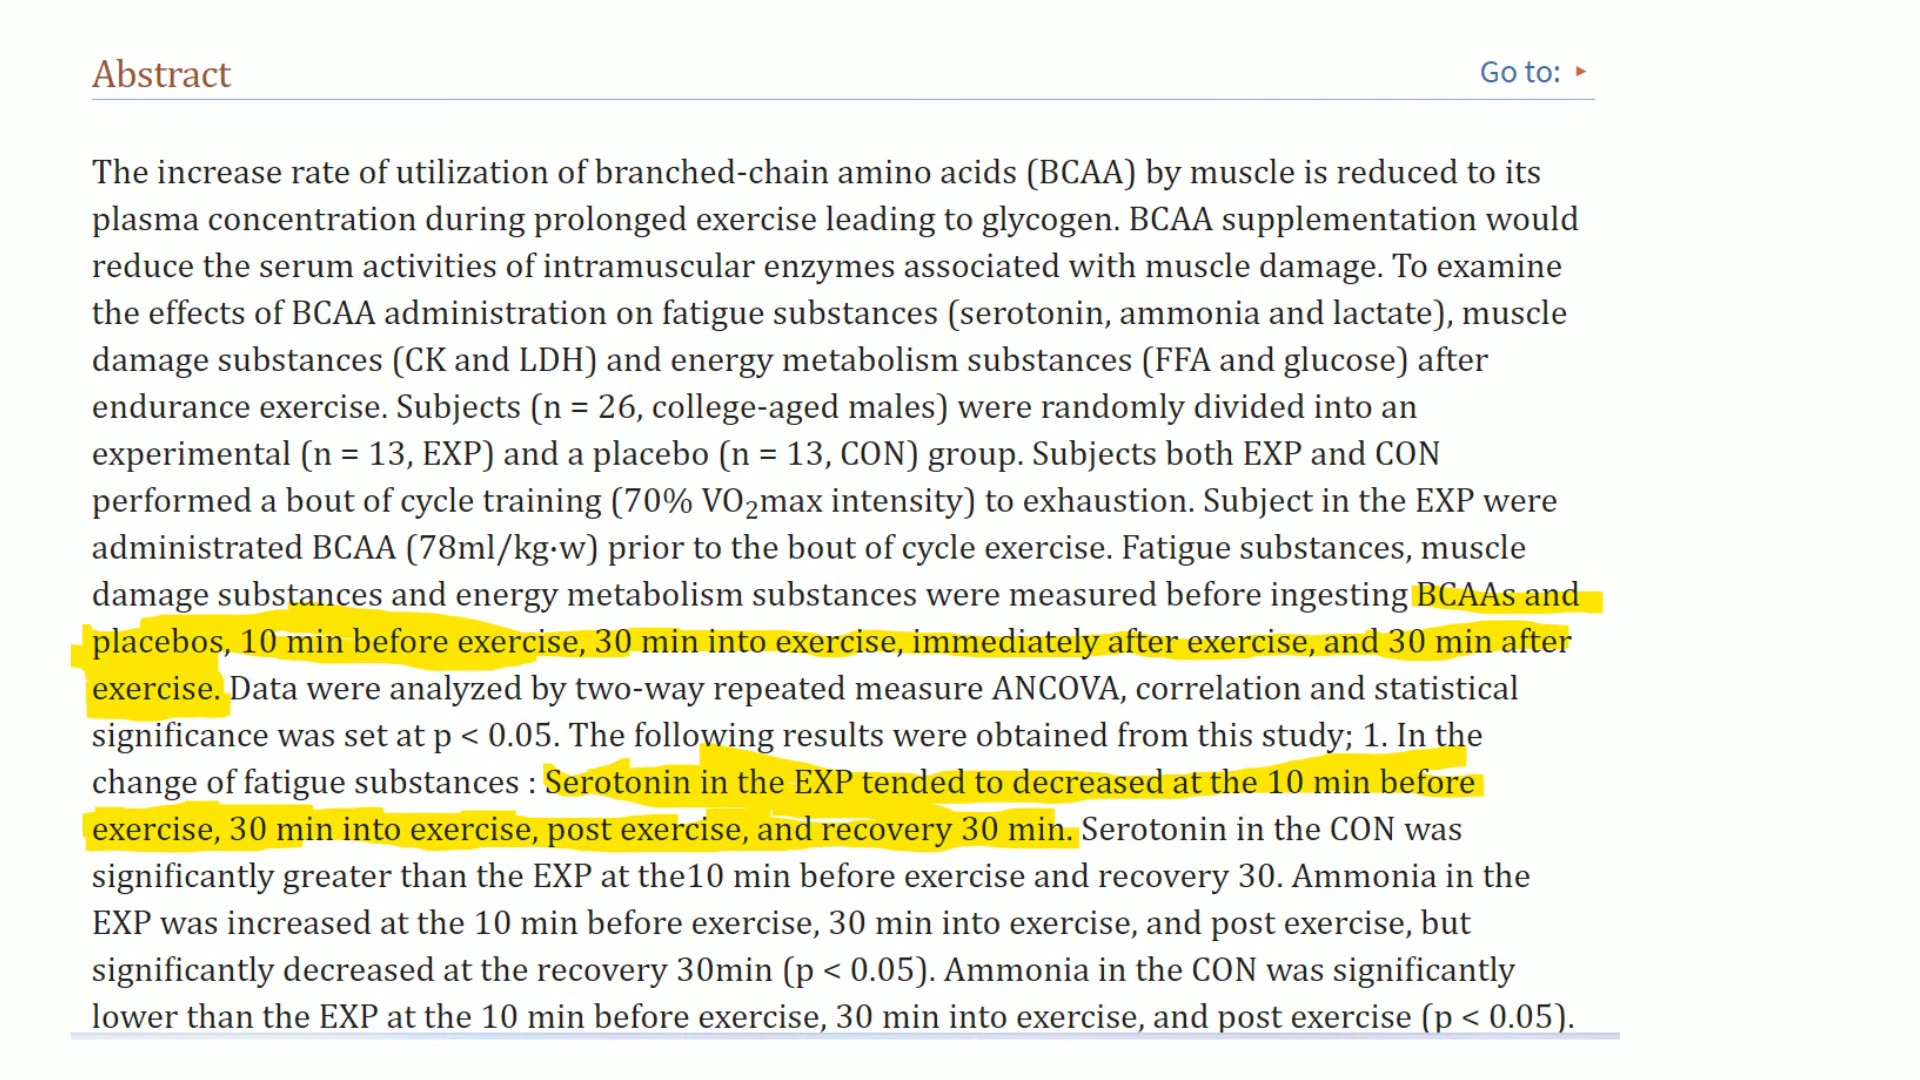 Abstract
Go to:
The increase rate of utilization of branched-chain amino acids (BCAA) by muscle is reduced to its
plasma concentration during prolonged exercise leading to glycogen. BCAA supplementation would
reduce the serum activities of intramuscular enzymes associated with muscle damage. To examine
the effects of BCAA administration on fatigue substances (serotonin, ammonia and lactate), muscle
damage substances (CK and LDH) and energy metabolism substances (FFA and glucose) after
endurance exercise. Subjects (n = 26, college-aged males) were randomly divided into an
experimental (n = 13, EXP) and a placebo (n = 13, CON) group. Subjects both EXP and CON
performed a bout of cycle training (70% VO₂max intensity) to exhaustion. Subject in the EXP were
administrated BCAA (78ml/kg·w) prior to the bout of cycle exercise. Fatigue substances, muscle
damage substances and energy metabolism substances were measured before ingesting BCAAs and
placebos, 10 min before exercise, 30 min into exercise, immediately after exercise, and 30 min after
exercise. Data were analyzed by two-way repeated measure ANCOVA, correlation and statistical
significance was set at p < 0.05. The following results were obtained from this study; 1. In the
change of fatigue substances : Serotonin in the EXP tended to decreased at the 10 min before
exercise, 30 min into exercise, post exercise, and recovery 30 min. Serotonin in the CON was
significantly greater than the EXP at the10 min before exercise and recovery 30. Ammonia in the
EXP was increased at the 10 min before exercise, 30 min into exercise, and post exercise, but
significantly decreased at the recovery 30min (p < 0.05). Ammonia in the CON was significantly
lower than the EXP at the 10 min before exercise, 30 min into exercise, and post exercise (p < 0.05).